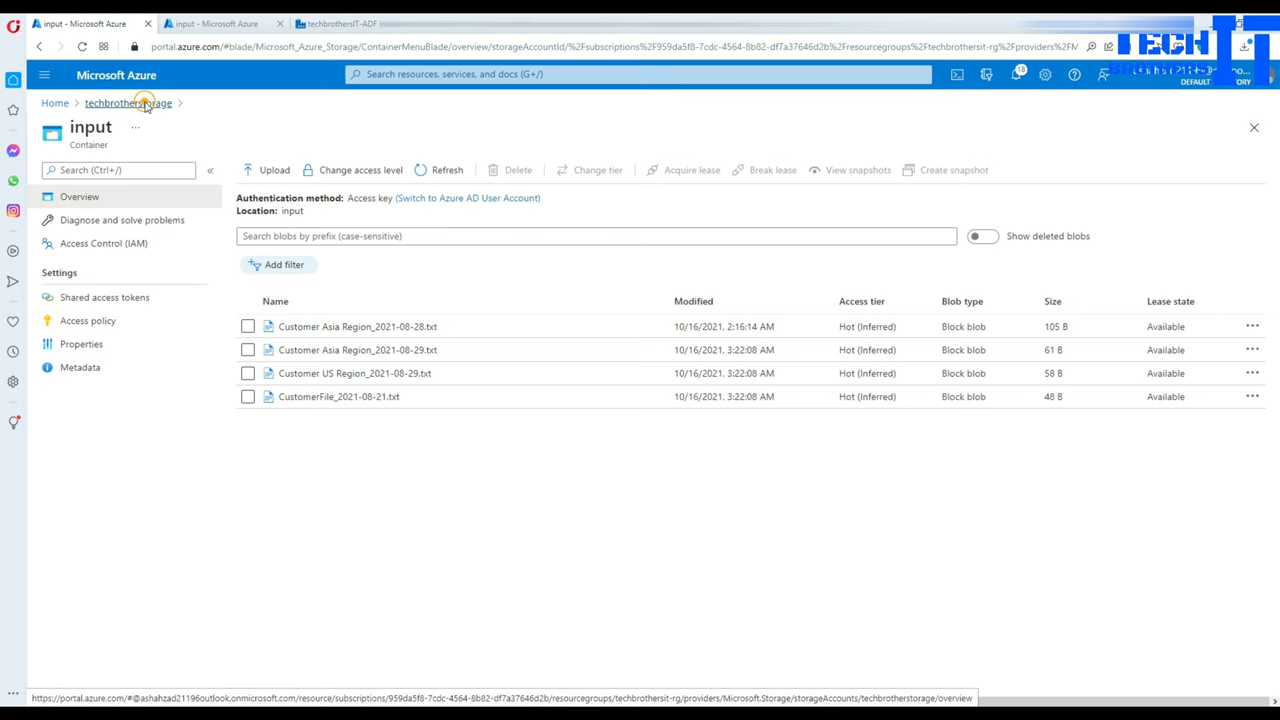 input - Microsoft Azure
input - Microsoft Azure
techbrothersIT-ADF
portal.azure.com/#blade/Microsoft_Azure_Storage/ContainerMenuBlade/overview/storageAccountId/%2Fsubscriptions%2F959da5f8-7cdc-4564-8b82-df7a37646d2b%2Fresourcegroups%2Ftechbrothersit-rg%2Fproviders%2FM...
TECH
BROTHERS
IT
Microsoft Azure
Search resources, services, and docs (G+/)
18
DEFAULT
Home > techbrotherstorage >
input
...
Container
Search (Ctrl+/)
Overview
Diagnose and solve problems
Access Control (IAM)
Settings
Shared access tokens
Access policy
Properties
Metadata
Upload Change access level Refresh Delete Change tier Acquire lease Break lease View snapshots Create snapshot
Authentication method: Access key (Switch to Azure AD User Account)
Location: input
Search blobs by prefix (case-sensitive)
Show deleted blobs
Add filter
Name Modified Access tier Blob type Size Lease state
Customer Asia Region_2021-08-28.txt 10/16/2021, 2:16:14 AM Hot (Inferred) Block blob 105 B Available ...
Customer Asia Region_2021-08-29.txt 10/16/2021, 3:22:08 AM Hot (Inferred) Block blob 61 B Available ...
Customer US Region_2021-08-29.txt 10/16/2021, 3:22:08 AM Hot (Inferred) Block blob 58 B Available ...
CustomerFile_2021-08-21.txt 10/16/2021, 3:22:08 AM Hot (Inferred) Block blob 48 B Available ...
https://portal.azure.com/#@ashahzad21196outlook.onmicrosoft.com/resource/subscriptions/959da5f8-7cdc-4564-8b82-df7a37646d2b/resourcegroups/techbrothersit-rg/providers/Microsoft.Storage/storageAccounts/techbrotherstorage/overview